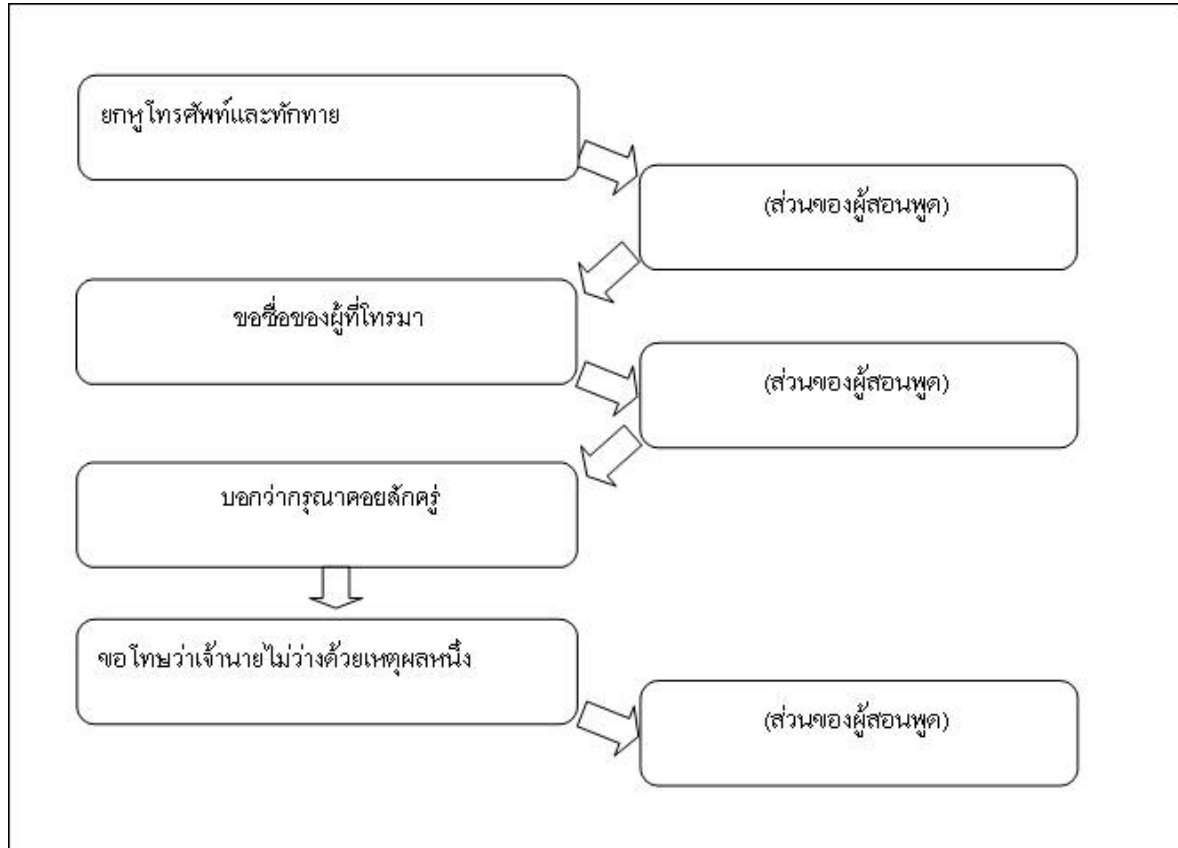 ยกหูโทรศัพท์และทักทาย
(ส่วนของผู้สอนพูด)
ขอชื่อของผู้ที่โทรมา
(ส่วนของผู้สอนพูด)
บอกว่ากรุณาคอยสักครู่
ขอโทษว่าเจ้านายไม่ว่างด้วยเหตุผลหนึ่ง
(ส่วนของผู้สอนพูด)